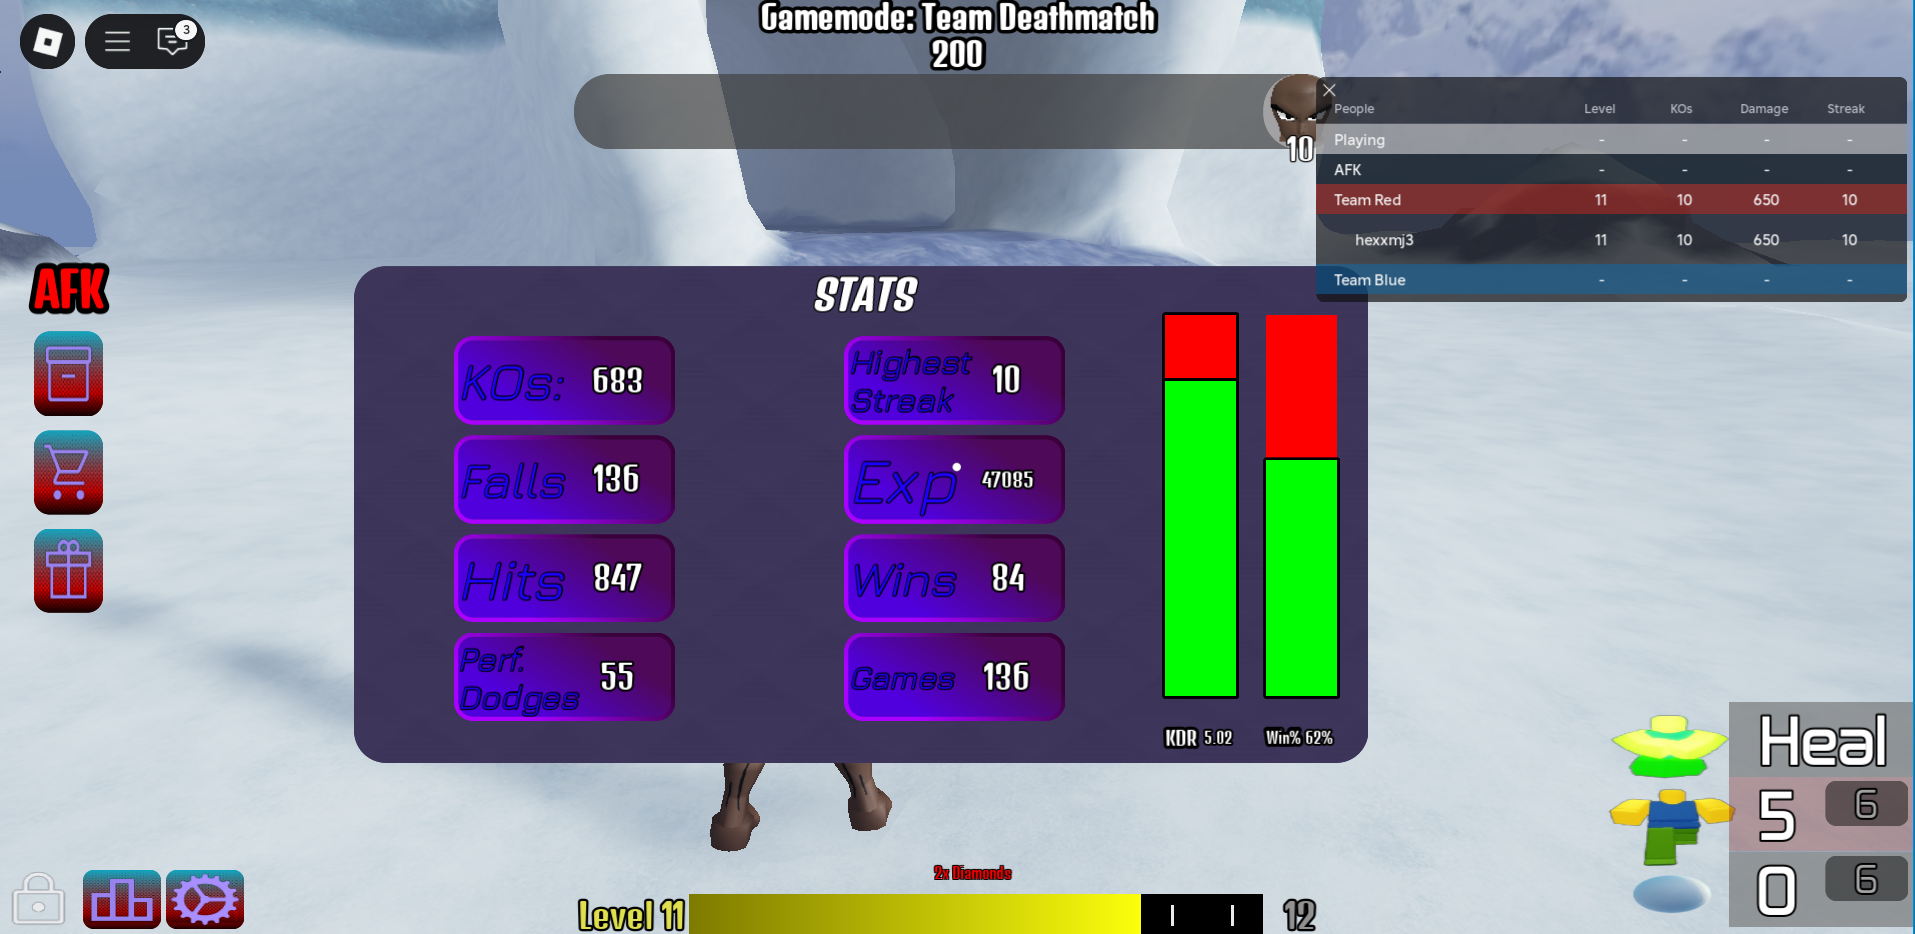 3
Gamemode: Team Deathmatch
200
10
People Level KOs Damage Streak
Playing - - - -
AFK - - - -
Team Red 11 10 650 10
hexxmj3 11 10 650 10
Team Blue - - - -
AFK
STATS
KOs: 683
Highest Streak 10
Falls 136
Exp 47085
Hits 847
Wins 84
Perf. Dodges 55
Games 136
KDR 5.02
Win% 62%
Heal
5 6
0 6
2x Diamonds
Level 11
12